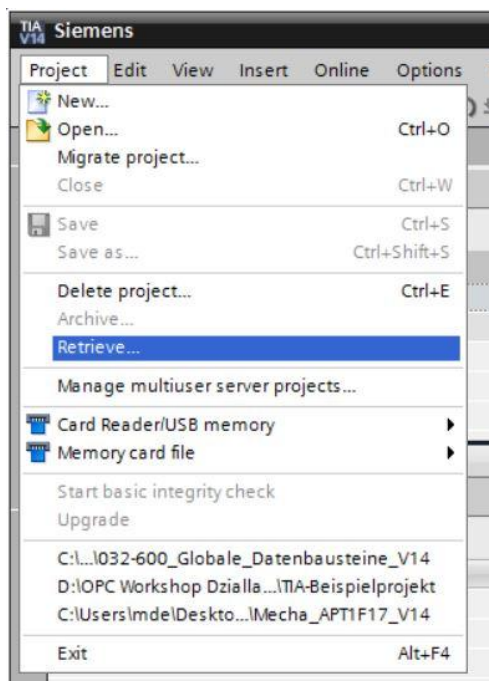 TIA V14 Siemens
Project Edit View Insert Online Options
New...
Open... Ctrl+O
Migrate project...
Close Ctrl+W
Save Ctrl+S
Save as... Ctrl+Shift+S
Delete project... Ctrl+E
Archive...
Retrieve...
Manage multiuser server projects...
Card Reader/USB memory
Memory card file
Start basic integrity check
Upgrade
C:\...\032-600_Globale_Datenbausteine_V14
D:\OPC Workshop Dzialla...\TIA-Beispielprojekt
C:\Users\mde\Deskto...\Mecha_APT1F17_V14
Exit Alt+F4